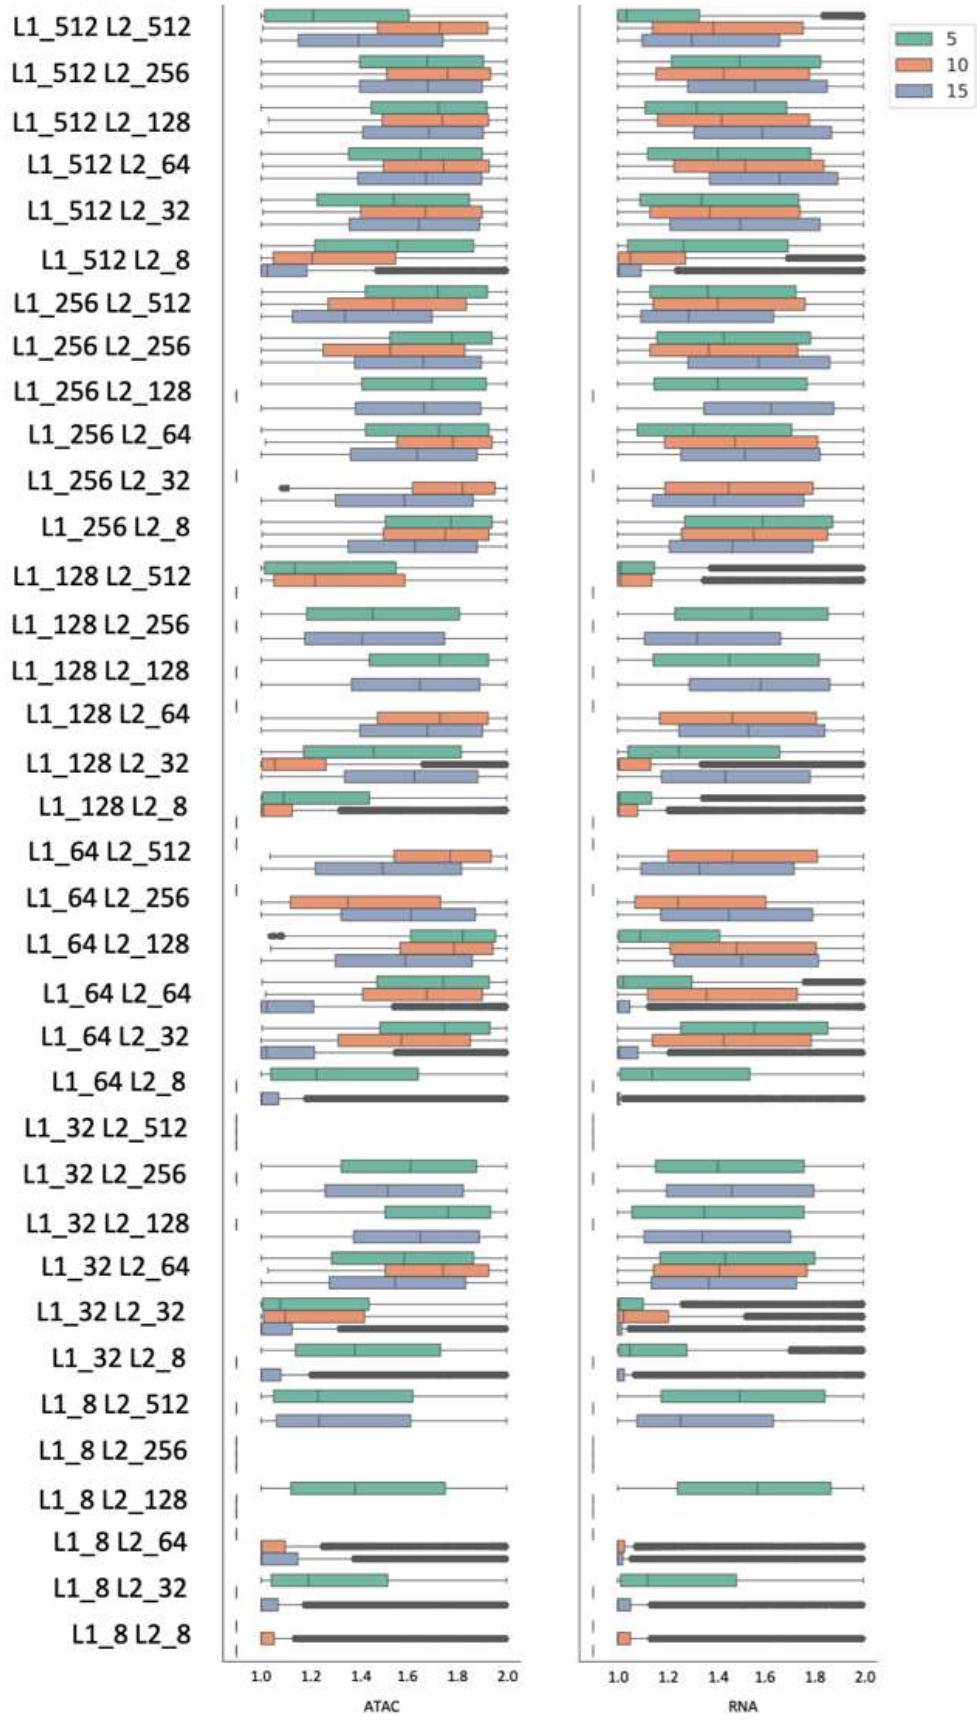 L1_512 L2_512
L1_512 L2_256
L1_512 L2_128
L1_512 L2_64
L1_512 L2_32
L1_512 L2_8
L1_256 L2_512
L1_256 L2_256
L1_256 L2_128
L1_256 L2_64
L1_256 L2_32
L1_256 L2_8
L1_128 L2_512
L1_128 L2_256
L1_128 L2_128
L1_128 L2_64
L1_128 L2_32
L1_128 L2_8
L1_64 L2_512
L1_64 L2_256
L1_64 L2_128
L1_64 L2_64
L1_64 L2_32
L1_64 L2_8
L1_32 L2_512
L1_32 L2_256
L1_32 L2_128
L1_32 L2_64
L1_32 L2_32
L1_32 L2_8
L1_8 L2_512
L1_8 L2_256
L1_8 L2_128
L1_8 L2_64
L1_8 L2_32
L1_8 L2_8
1.0 1.2 1.4 1.6 1.8 2.0
ATAC
1.0 1.2 1.4 1.6 1.8 2.0
RNA
5
10
15